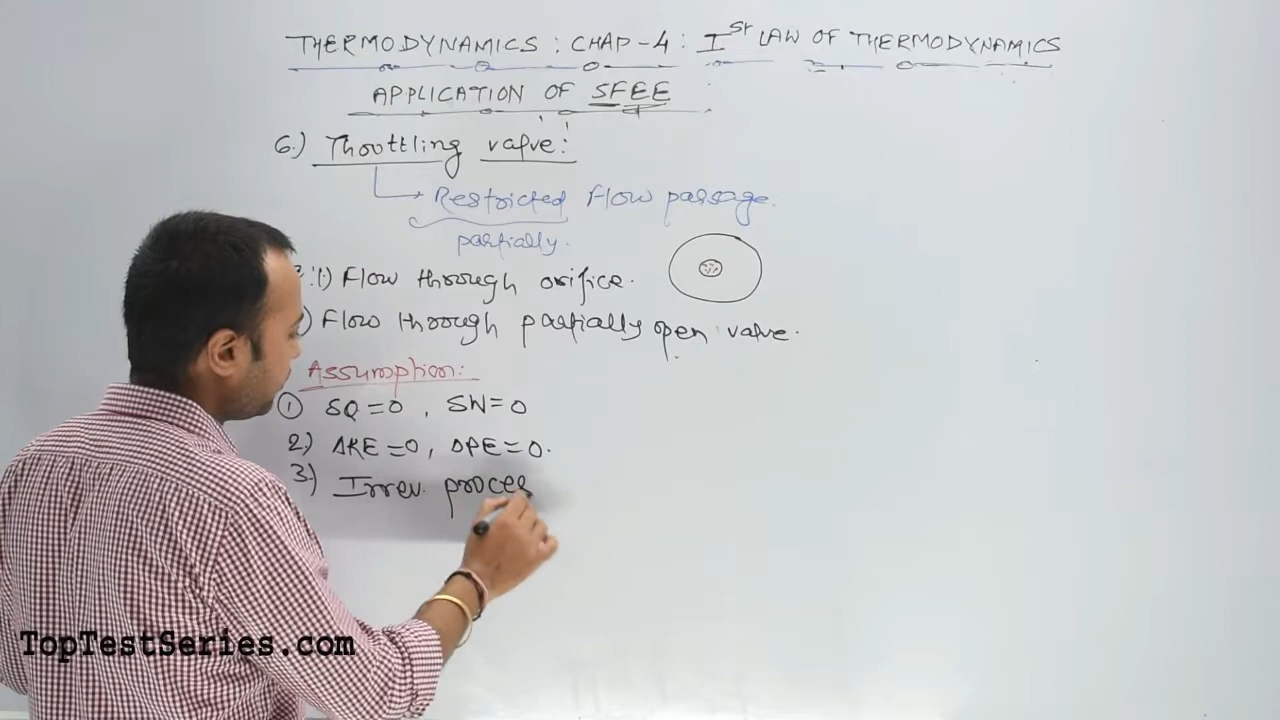 THERMODYNAMICS : CHAP-4 : Iˢᵗ LAW OF THERMODYNAMICS
APPLICATION OF SFEE
6.) Throttling valve:
Restricted Flow passage.
partially.
1) Flow through orifice.
) Flow through partially open valve.
Assumption:
① δQ=0, δW=0
2) ΔKE=0, ΔPE=0.
3.) Irrev. proces
TopTestSeries.com